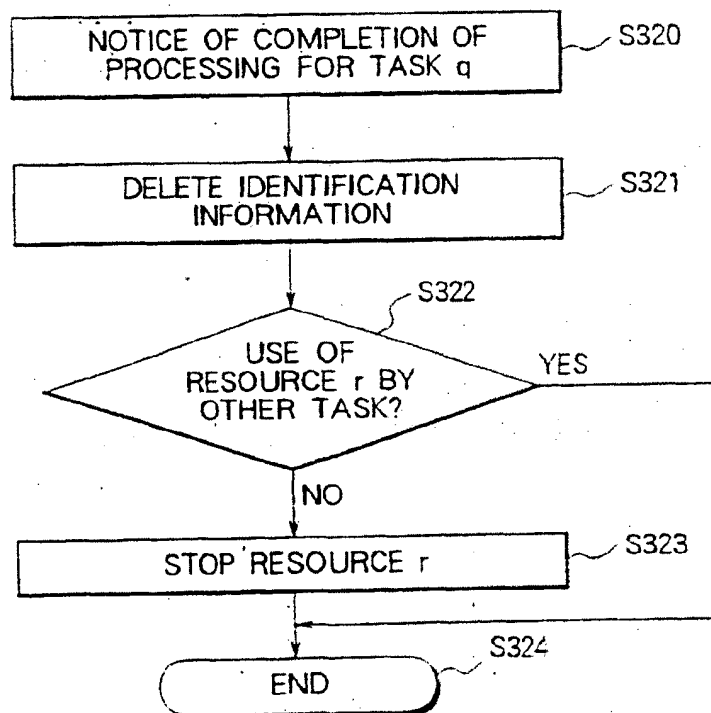 NOTICE OF COMPLETION OF
PROCESSING FOR TASK q
S320
DELETE IDENTIFICATION
INFORMATION
S321
S322
USE OF
RESOURCE r BY
OTHER TASK?
YES
NO
STOP RESOURCE r
S323
S324
END